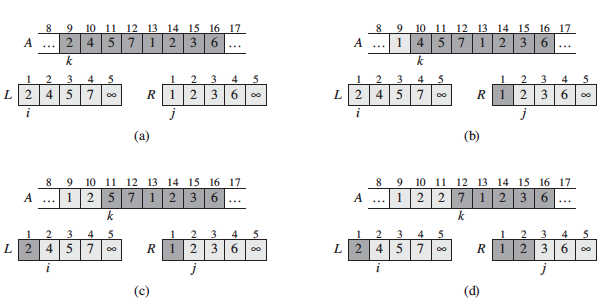 8 9 10 11 12 13 14 15 16 17
A ... 2 4 5 7 1 2 3 6 ...
k
1 2 3 4 5
L 2 4 5 7 ∞
i
1 2 3 4 5
R 1 2 3 6 ∞
j
(a)
8 9 10 11 12 13 14 15 16 17
A ... 1 4 5 7 1 2 3 6 ...
k
1 2 3 4 5
L 2 4 5 7 ∞
i
1 2 3 4 5
R 1 2 3 6 ∞
j
(b)
8 9 10 11 12 13 14 15 16 17
A ... 1 2 5 7 1 2 3 6 ...
k
1 2 3 4 5
L 2 4 5 7 ∞
i
1 2 3 4 5
R 1 2 3 6 ∞
j
(c)
8 9 10 11 12 13 14 15 16 17
A ... 1 2 2 7 1 2 3 6 ...
k
1 2 3 4 5
L 2 4 5 7 ∞
i
1 2 3 4 5
R 1 2 3 6 ∞
j
(d)